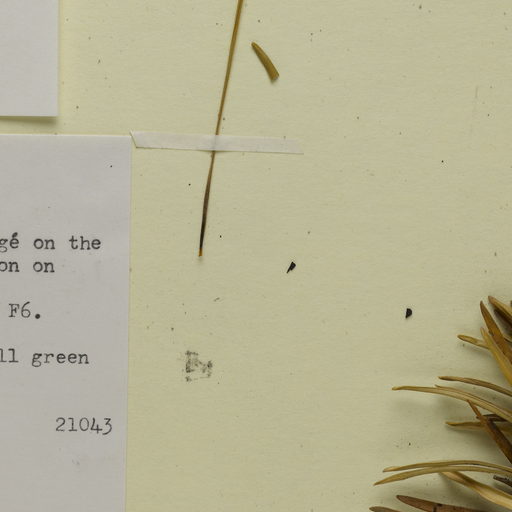 gé on the
on on
F6.
ll green
21043